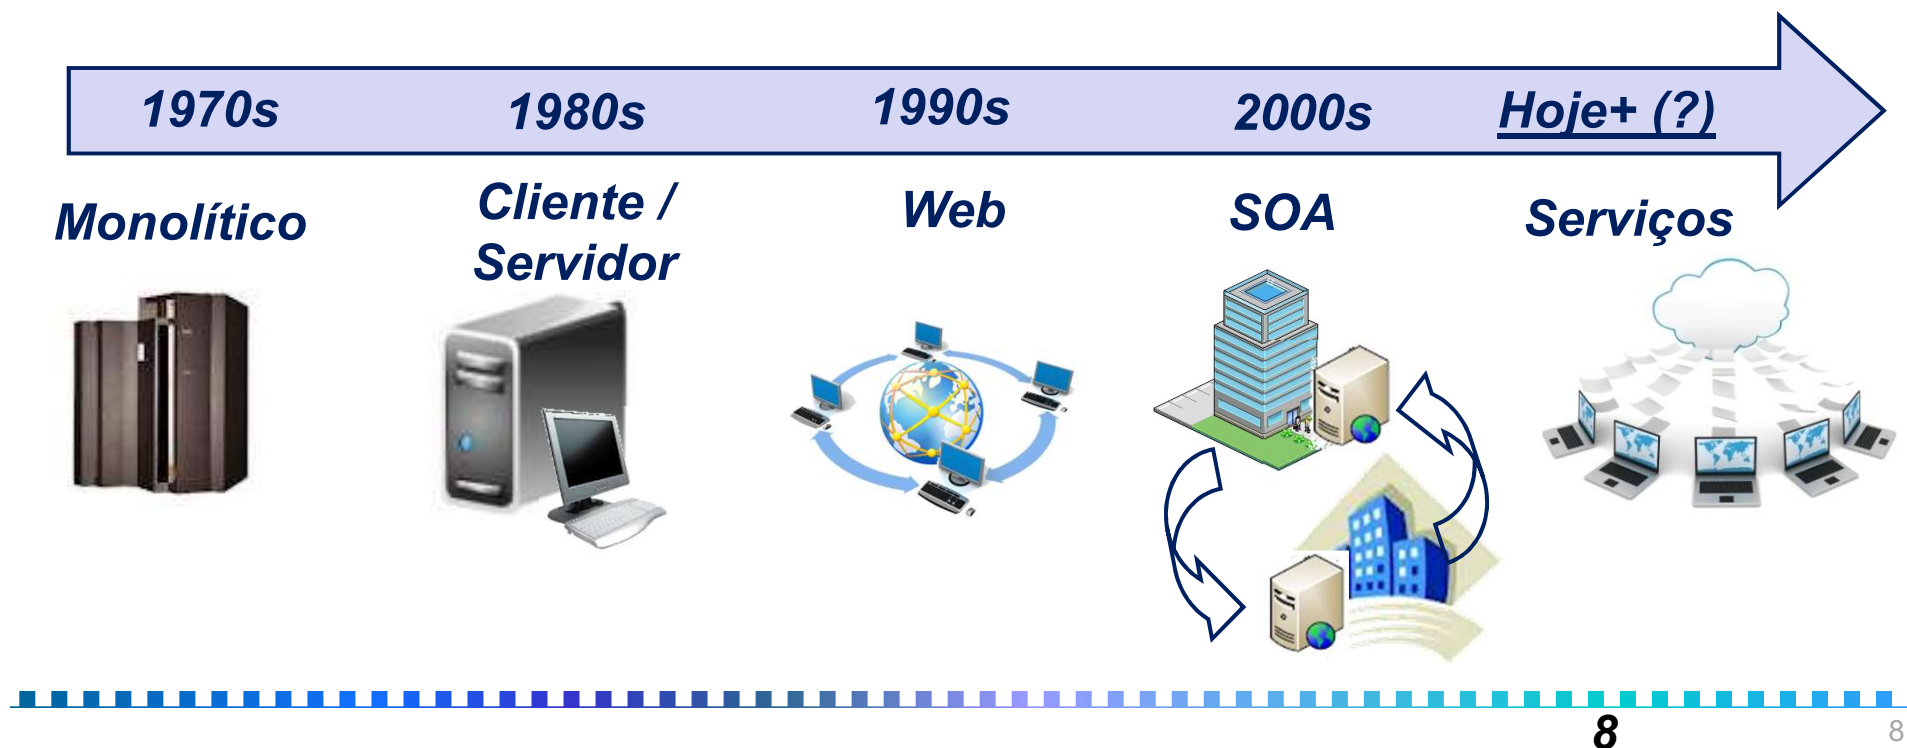 1970s
1980s
1990s
2000s
Hoje+ (?)
Monolítico
Cliente /
Servidor
Web
SOA
Serviços
8
8